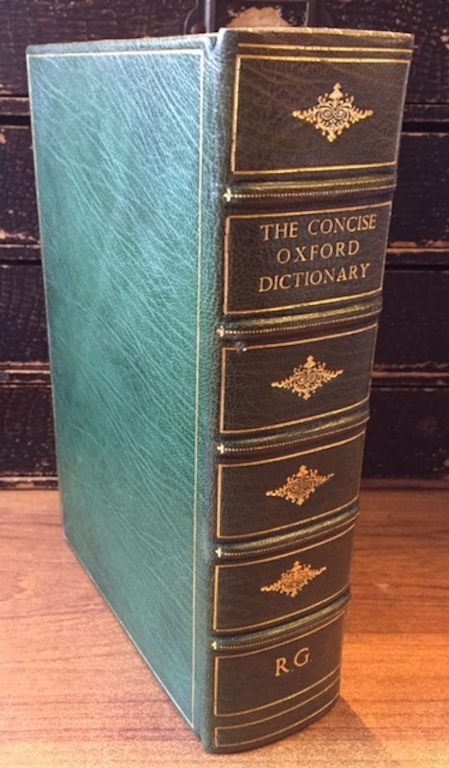 THE CONCISE
OXFORD
DICTIONARY
R.G.